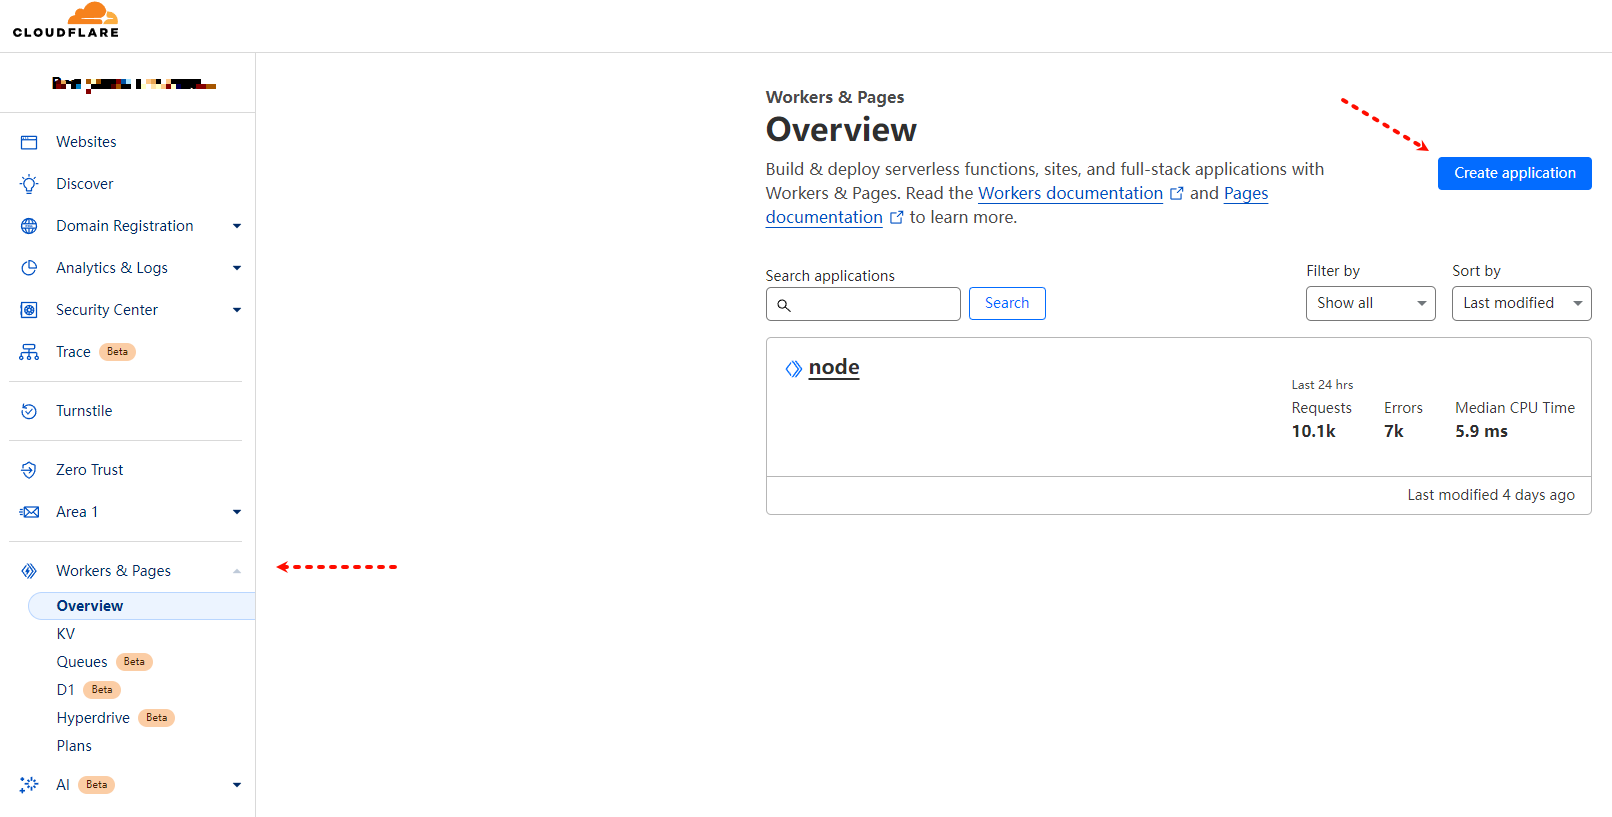 CLOUDFLARE
Websites
Discover
Domain Registration
Analytics & Logs
Security Center
Trace Beta
Turnstile
Zero Trust
Area 1
Workers & Pages
Overview
KV
Queues Beta
D1 Beta
Hyperdrive Beta
Plans
AI Beta
Workers & Pages
Overview
Build & deploy serverless functions, sites, and full-stack applications with
Workers & Pages. Read the Workers documentation and Pages
documentation to learn more.
Create application
Search applications
Search
Filter by
Show all
Sort by
Last modified
node
Last 24 hrs
Requests Errors Median CPU Time
10.1k 7k 5.9 ms
Last modified 4 days ago